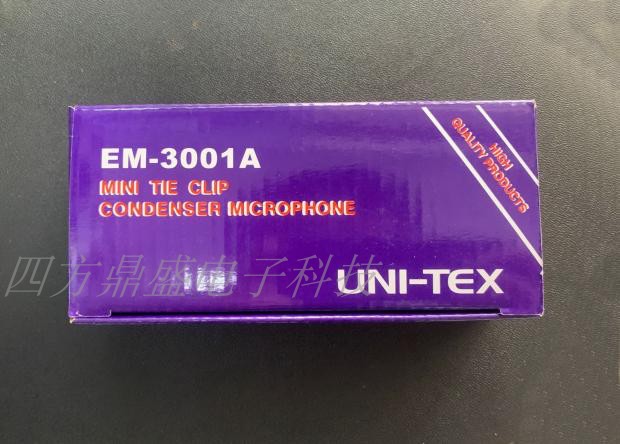 EM-3001A
MINI TIE CLIP
CONDENSER MICROPHONE
HIGH
QUALITY PRODUCTS
四方鼎盛电子科技
UNI-TEX